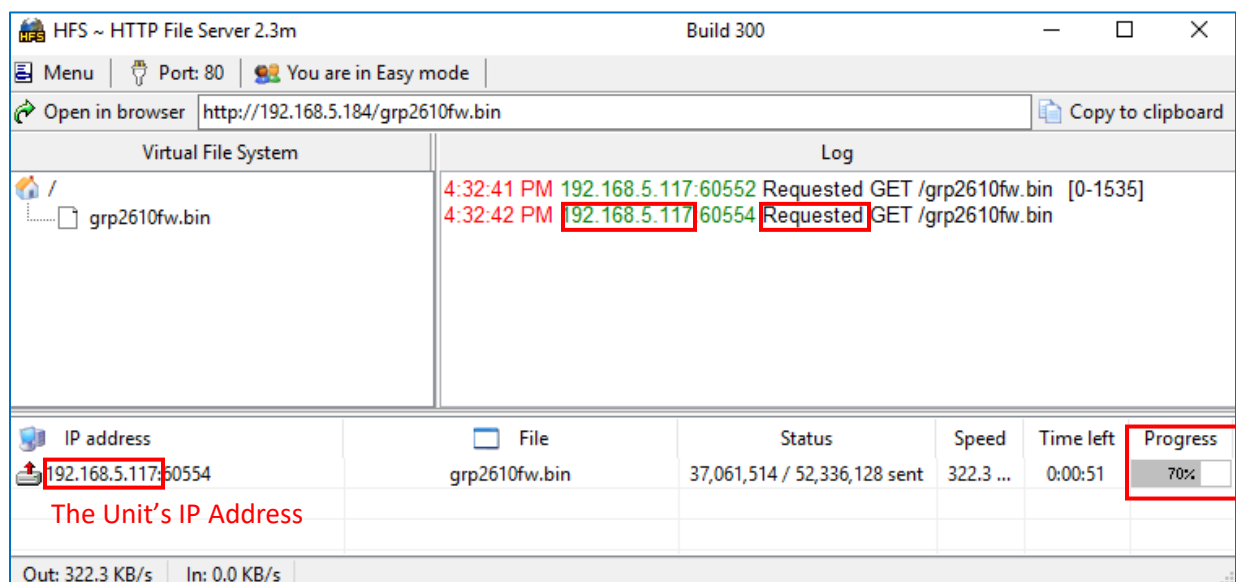 HFS ~ HTTP File Server 2.3m Build 300
Menu Port: 80 You are in Easy mode
Open in browser http://192.168.5.184/grp2610fw.bin Copy to clipboard
Virtual File System Log
/ 4:32:41 PM 192.168.5.117:60552 Requested GET /grp2610fw.bin [0-1535]
grp2610fw.bin 4:32:42 PM 192.168.5.117:60554 Requested GET /grp2610fw.bin
IP address File Status Speed Time left Progress
192.168.5.117:60554 grp2610fw.bin 37,061,514 / 52,336,128 sent 322.3 ... 0:00:51 70%
The Unit's IP Address
Out: 322.3 KB/s In: 0.0 KB/s